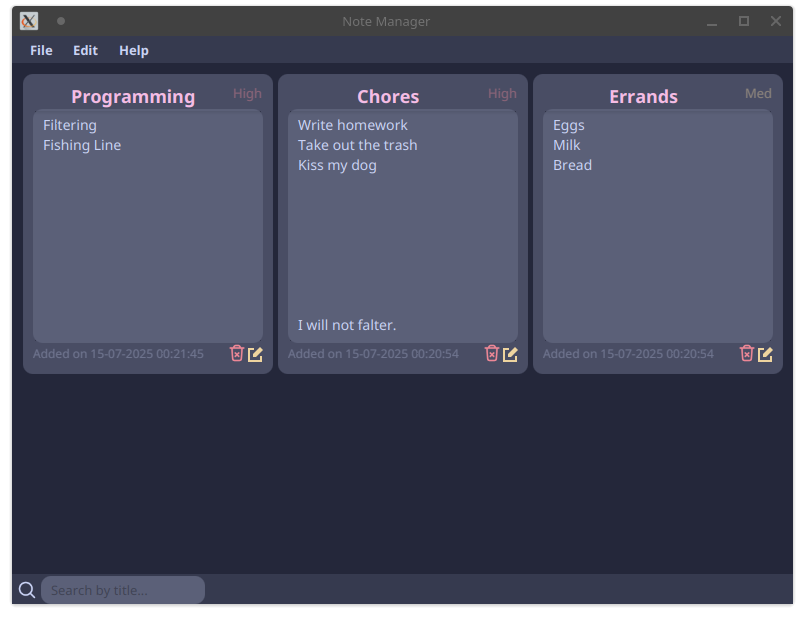 Note Manager
File Edit Help
Programming High
Filtering
Fishing Line
Added on 15-07-2025 00:21:45
Chores High
Write homework
Take out the trash
Kiss my dog
I will not falter.
Added on 15-07-2025 00:20:54
Errands Med
Eggs
Milk
Bread
Added on 15-07-2025 00:20:54
Search by title...